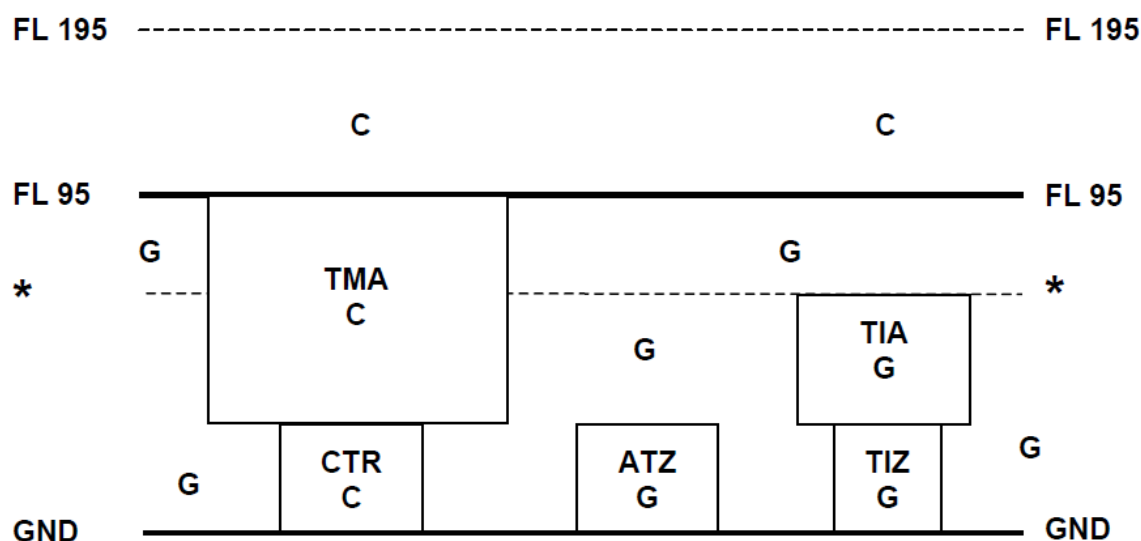 FL 195 FL 195
C C
FL 95 FL 95
G G
TMA
* *
C
TIA
G
G
CTR ATZ TIZ G
G
C G G
GND GND